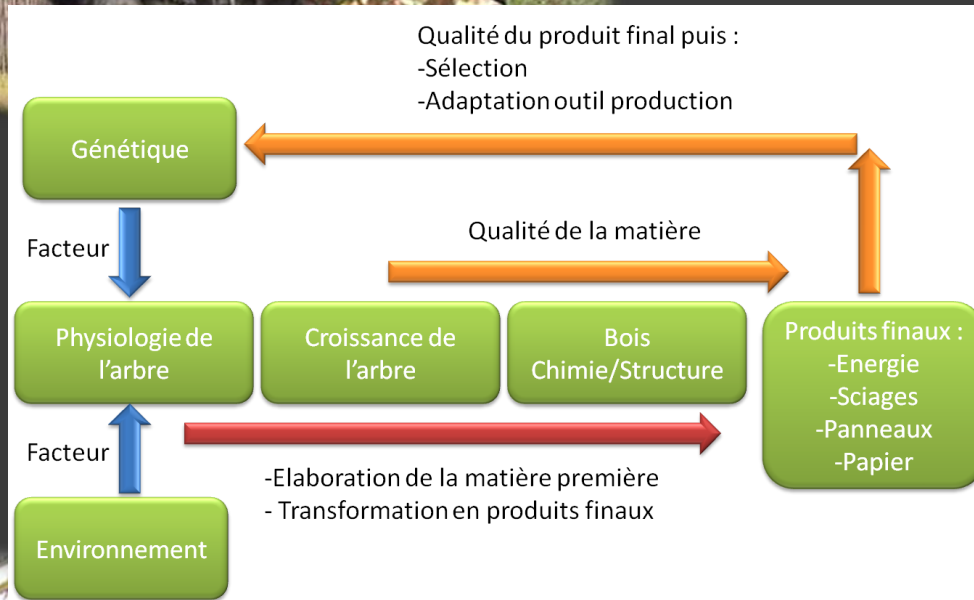 Qualité du produit final puis :
-Sélection
-Adaptation outil production
Génétique
Facteur
Qualité de la matière
Physiologie de
l'arbre
Croissance de
l'arbre
Bois
Chimie/Structure
Produits finaux :
-Energie
-Sciages
-Panneaux
-Papier
Facteur
-Elaboration de la matière première
- Transformation en produits finaux
Environnement